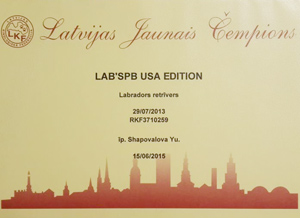 LKF
Latvijas Jaunais Čempions
LAB'SPB USA EDITION
Labradors retrīvers
29/07/2013
RKF3710259
Īp. Shapovalova Yu.
15/06/2015